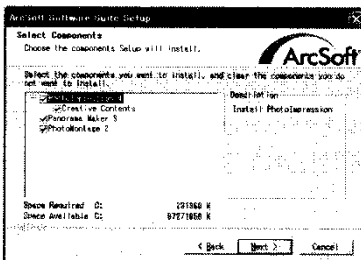 ArcSoft Software Suite Setup
Select Components
Choose the components Setup will install.
ArcSoft
Select the components you want to install, and clear the components you do
not want to install.
Description
Install PhotoImpression
Creative Contents
Panorama Maker 3
PhotoMontage 2
Space Required C: 231368 K
Space Available C:
< Back Next > Cancel